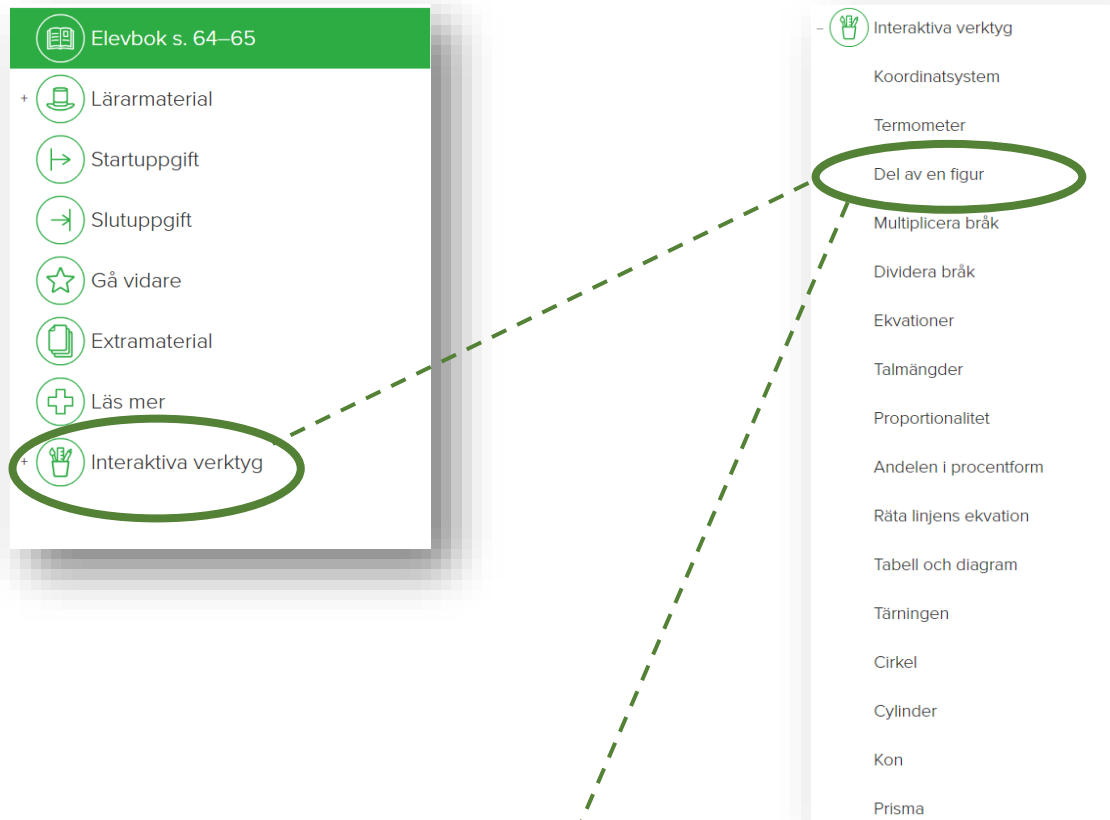 Elevbok s. 64–65
+ Lärarmaterial
Startuppgift
Slutuppgift
Gå vidare
Extramaterial
Läs mer
+ Interaktiva verktyg
– Interaktiva verktyg
Koordinatsystem
Termometer
Del av en figur
Multiplicera bråk
Dividera bråk
Ekvationer
Talmängder
Proportionalitet
Andelen i procentform
Räta linjens ekvation
Tabell och diagram
Tärningen
Cirkel
Cylinder
Kon
Prisma